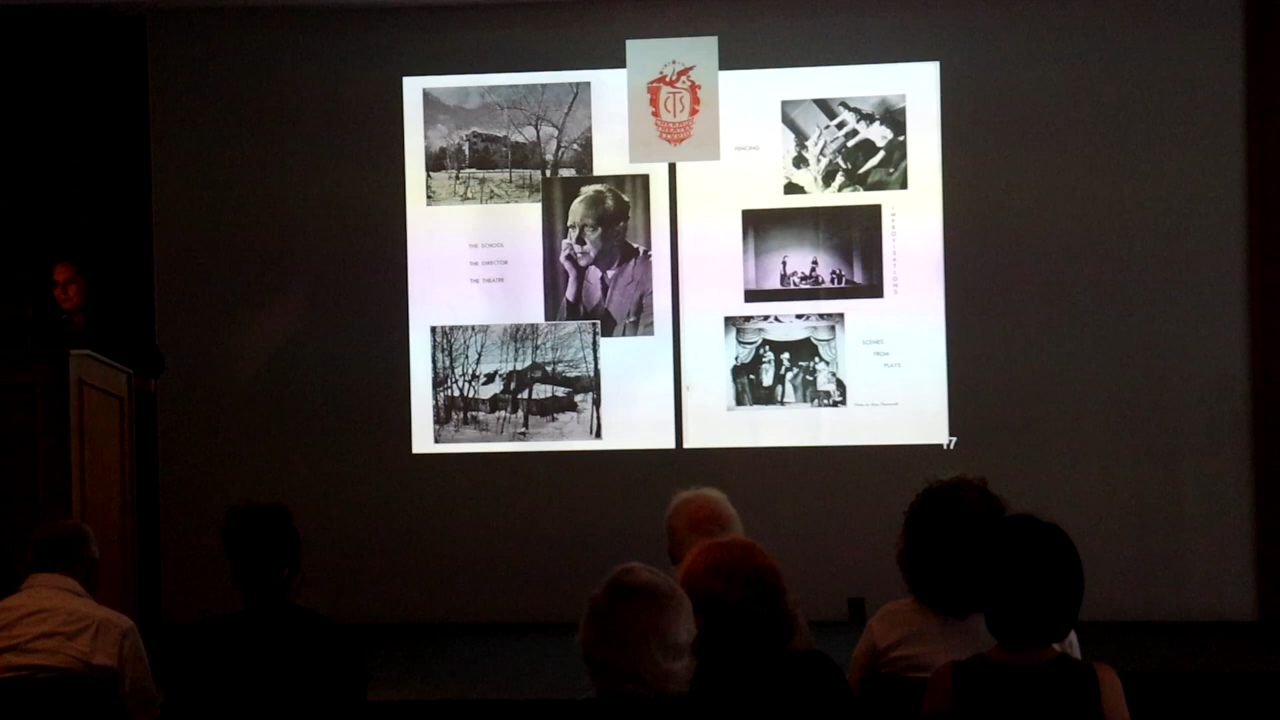 CTS
THE SCHOOL
THE DIRECTOR
THE THEATRE
FENCING
IMPROVISATIONS
SCENES
FROM
PLAYS
17